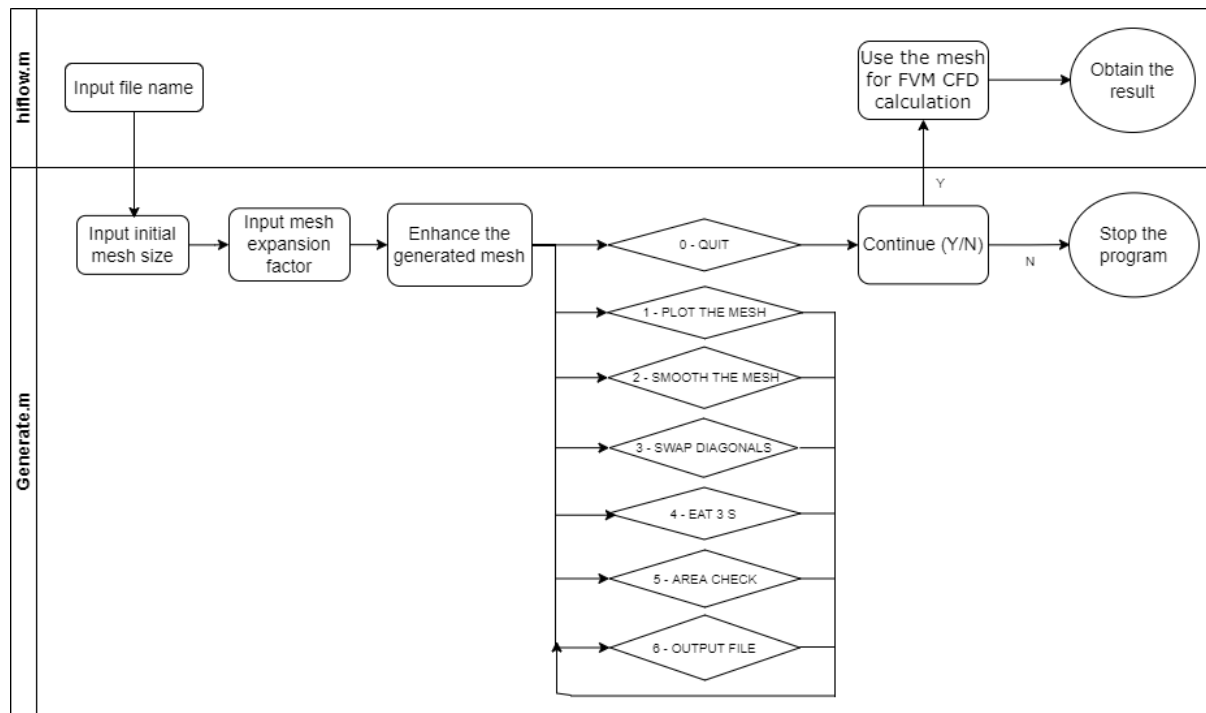 hiflow.m
Input file name
Use the mesh
for FVM CFD
calculation
Obtain the
result
Generate.m
Input initial
mesh size
Input mesh
expansion
factor
Enhance the
generated mesh
0 - QUIT
Y
Continue (Y/N)
N
Stop the
program
1 - PLOT THE MESH
2 - SMOOTH THE MESH
3 - SWAP DIAGONALS
4 - EAT 3 S
5 - AREA CHECK
6 - OUTPUT FILE